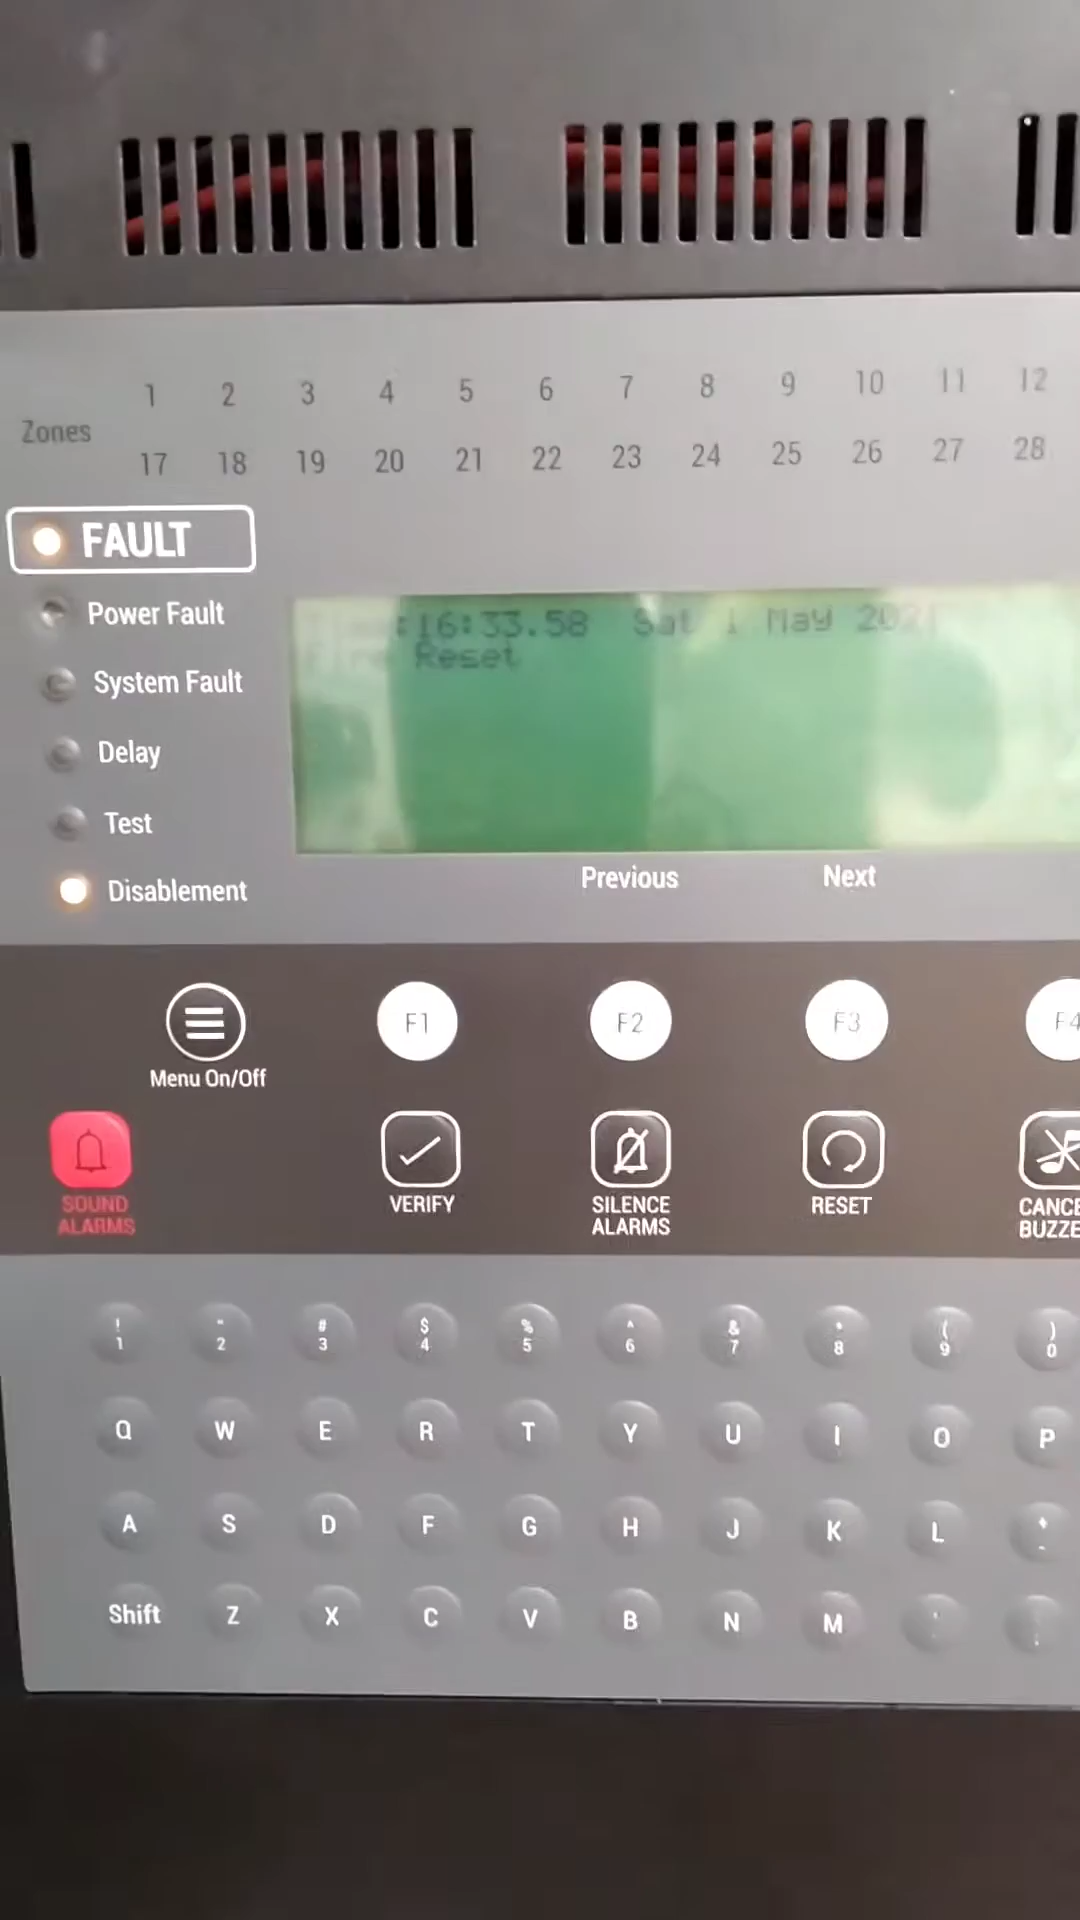 1 2 3 4 5 6 7 8 9 10 11 12
Zones
17 18 19 20 21 22 23 24 25 26 27 28
FAULT
Power Fault
System Fault
Delay
Test
Disablement
:16:33.58 Sat 1 May
Reset
Previous Next
Menu On/Off
F1 F2 F3 F4
SOUND
ALARMS
VERIFY
SILENCE
ALARMS
RESET
CANCE
BUZZE
! " # $ % ^ & * ( )
1 2 3 4 5 6 7 8 9 0
Q W E R T Y U I O P
A S D F G H J K L
Shift Z X C V B N M